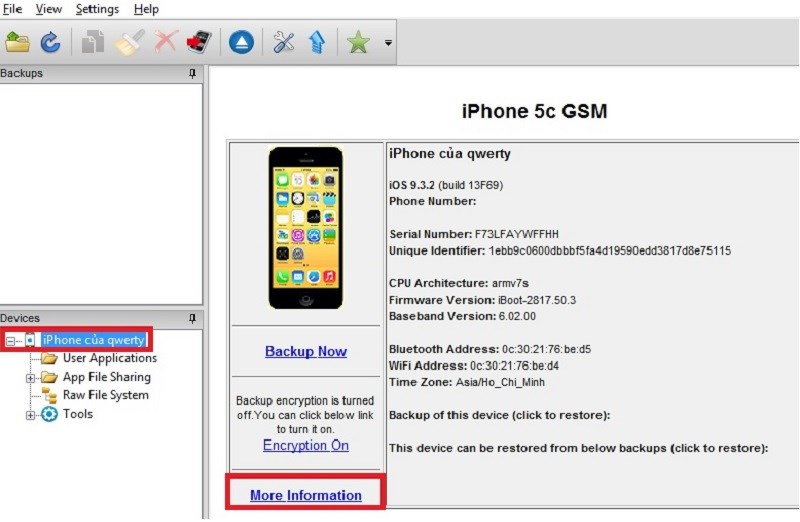 File View Settings Help
Backups
iPhone 5c GSM
iPhone của qwerty
iOS 9.3.2 (build 13F69)
Phone Number:
Serial Number: F73LFAYWFFHH
Unique Identifier: 1ebb9c0600dbbbf5fa4d19590edd3817d8e75115
CPU Architecture: armv7s
Firmware Version: iBoot-2817.50.3
Baseband Version: 6.02.00
Bluetooth Address: 0c:30:21:76:be:d5
WiFi Address: 0c:30:21:76:be:d4
Time Zone: Asia/Ho_Chi_Minh
Backup of this device (click to restore):
This device can be restored from below backups (click to restore):
Backup Now
Backup encryption is turned
off.You can click below link
to turn it on.
Encryption On
More Information
Devices
iPhone của qwerty
User Applications
App File Sharing
Raw File System
Tools